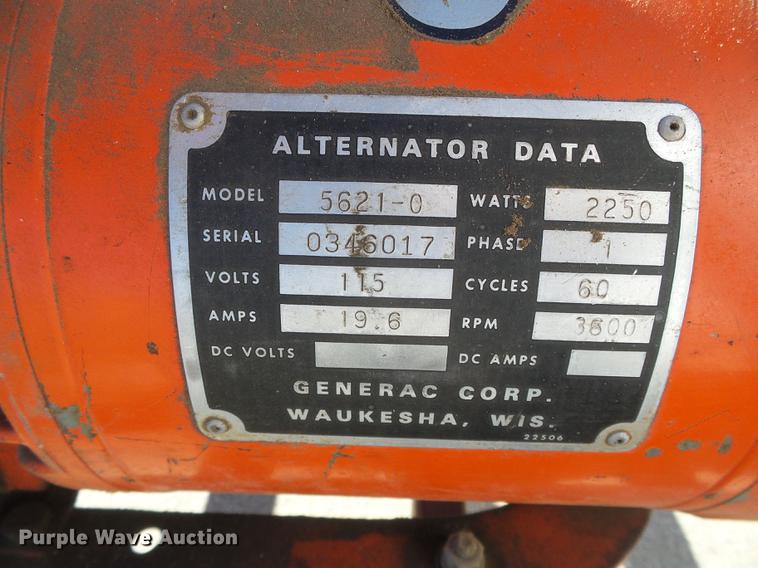 ALTERNATOR DATA
MODEL 5621-0 WATTS 2250
SERIAL 0346017 PHASE 1
VOLTS 115 CYCLES 60
AMPS 19.6 RPM 3600
DC VOLTS DC AMPS
GENERAC CORP.
WAUKESHA, WIS.
22506
Purple Wave Auction